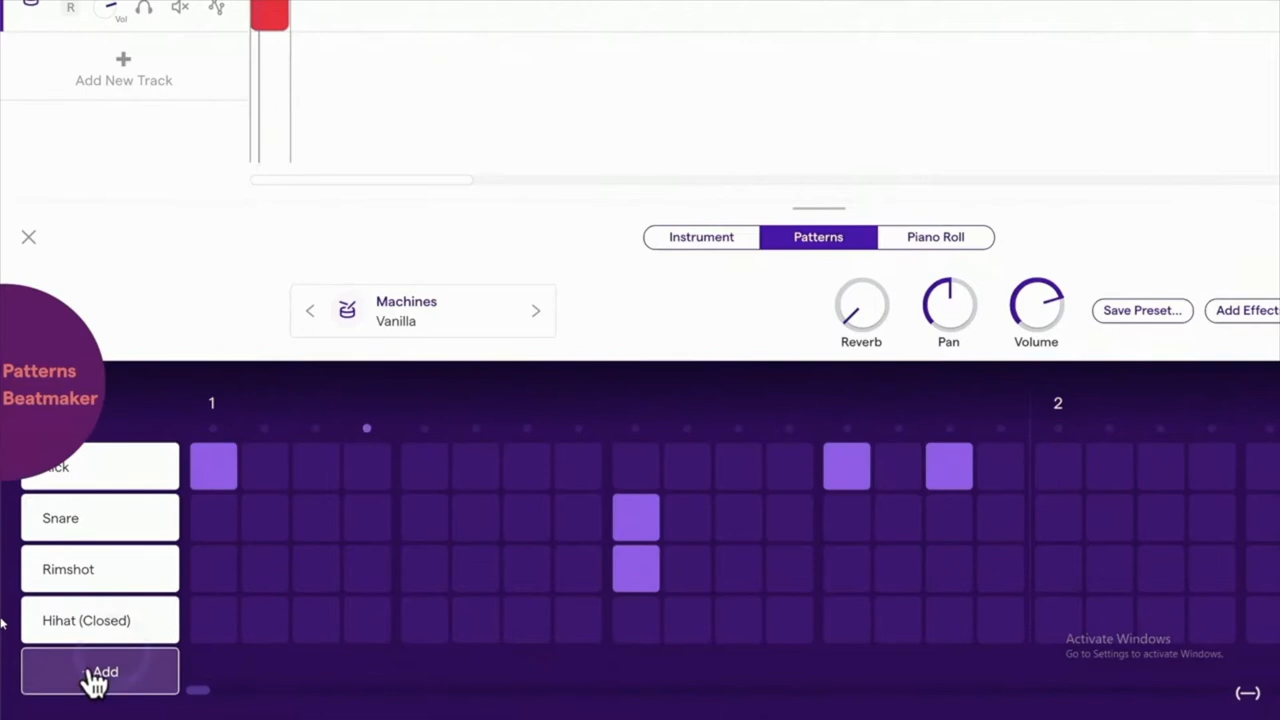 R
Vol
Add New Track
Instrument
Patterns
Piano Roll
Machines
Vanilla
Reverb
Pan
Volume
Save Preset...
Add Effect
Patterns
Beatmaker
1
2
Snare
Rimshot
Hihat (Closed)
Add
Activate Windows
Go to Settings to activate Windows.